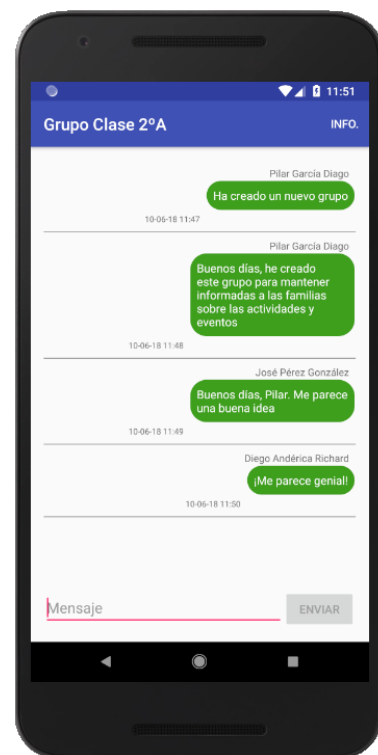 11:51
Grupo Clase 2ºA
INFO.
Pilar García Diago
Ha creado un nuevo grupo
10-06-18 11:47
Pilar García Diago
Buenos días, he creado
este grupo para mantener
informadas a las familias
sobre las actividades y
eventos
10-06-18 11:48
José Pérez González
Buenos días, Pilar. Me parece
una buena idea
10-06-18 11:49
Diego Andérica Richard
¡Me parece genial!
10-06-18 11:50
Mensaje
ENVIAR